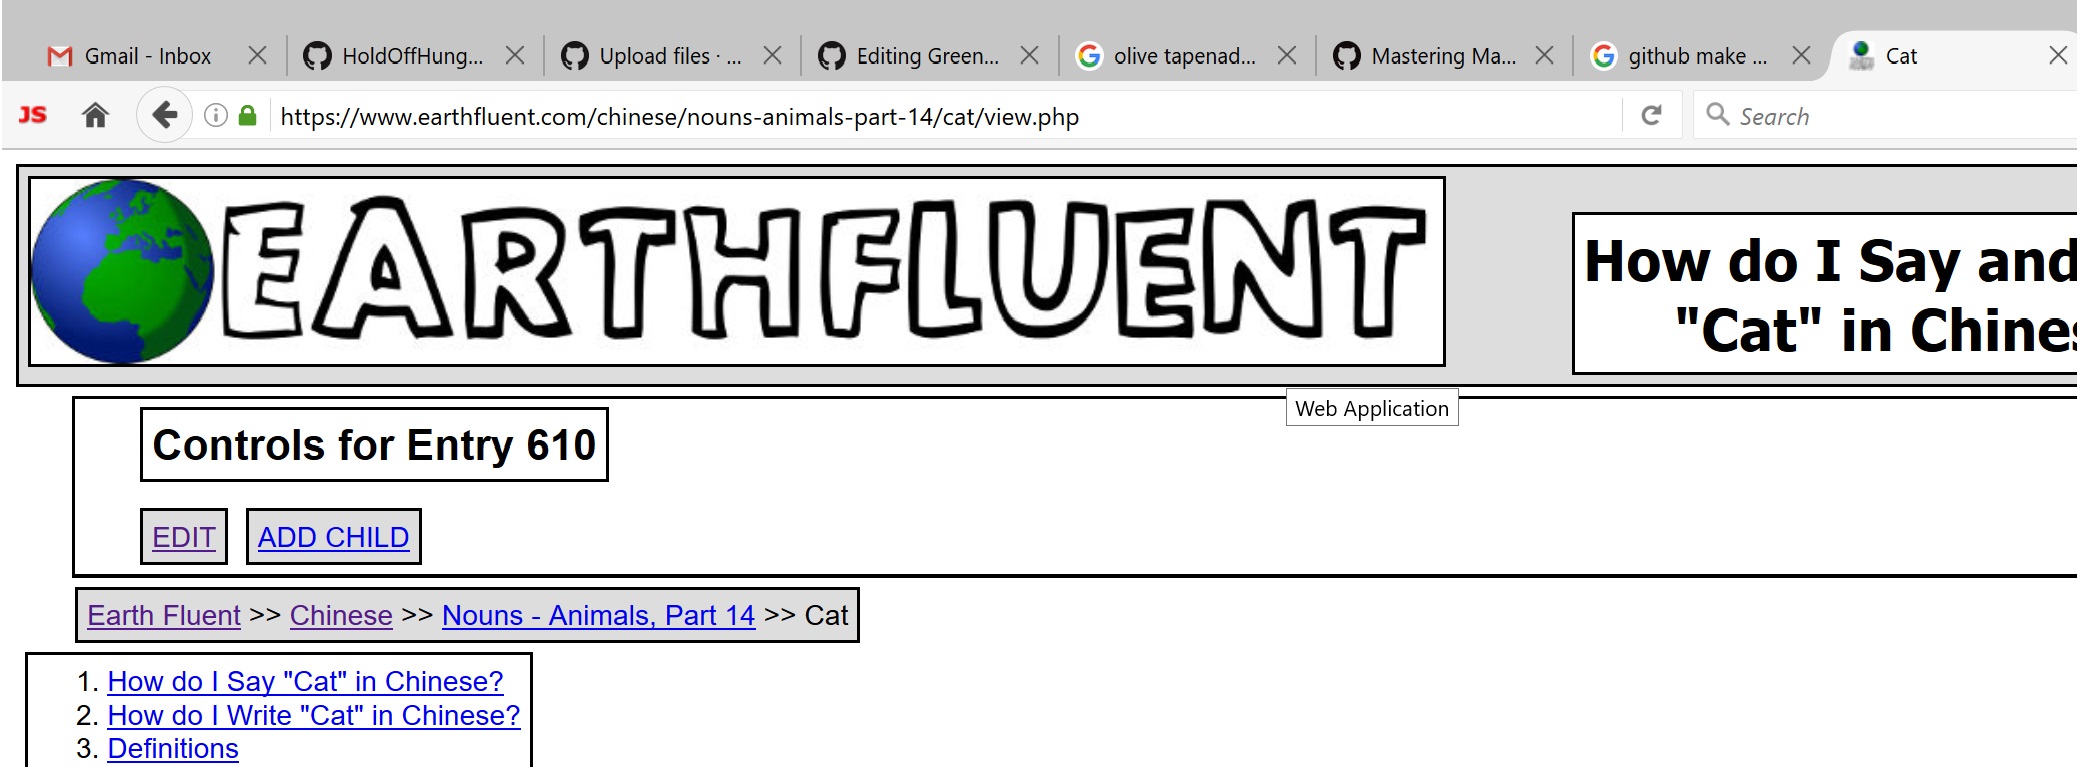 Gmail - Inbox
HoldOffHung...
Upload files · ...
Editing Green...
olive tapenad...
Mastering Ma...
github make ...
Cat
JS
https://www.earthfluent.com/chinese/nouns-animals-part-14/cat/view.php
Search
EARTHFLUENT
How do I Say and
"Cat" in Chines
Web Application
Controls for Entry 610
EDIT ADD CHILD
Earth Fluent >> Chinese >> Nouns - Animals, Part 14 >> Cat
1. How do I Say "Cat" in Chinese?
2. How do I Write "Cat" in Chinese?
3. Definitions